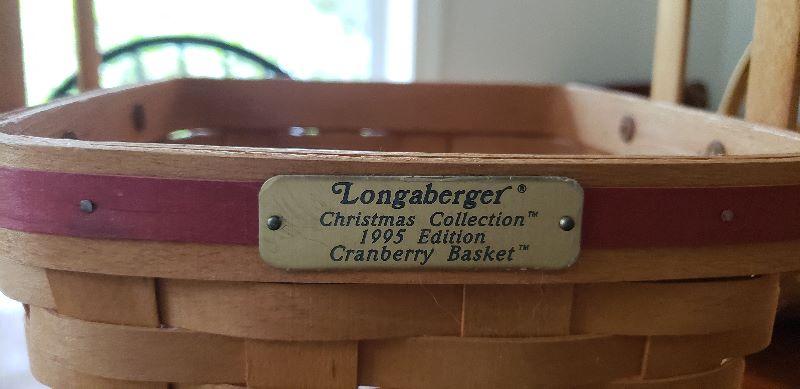 Longaberger®
Christmas Collection™
1995 Edition
Cranberry Basket™